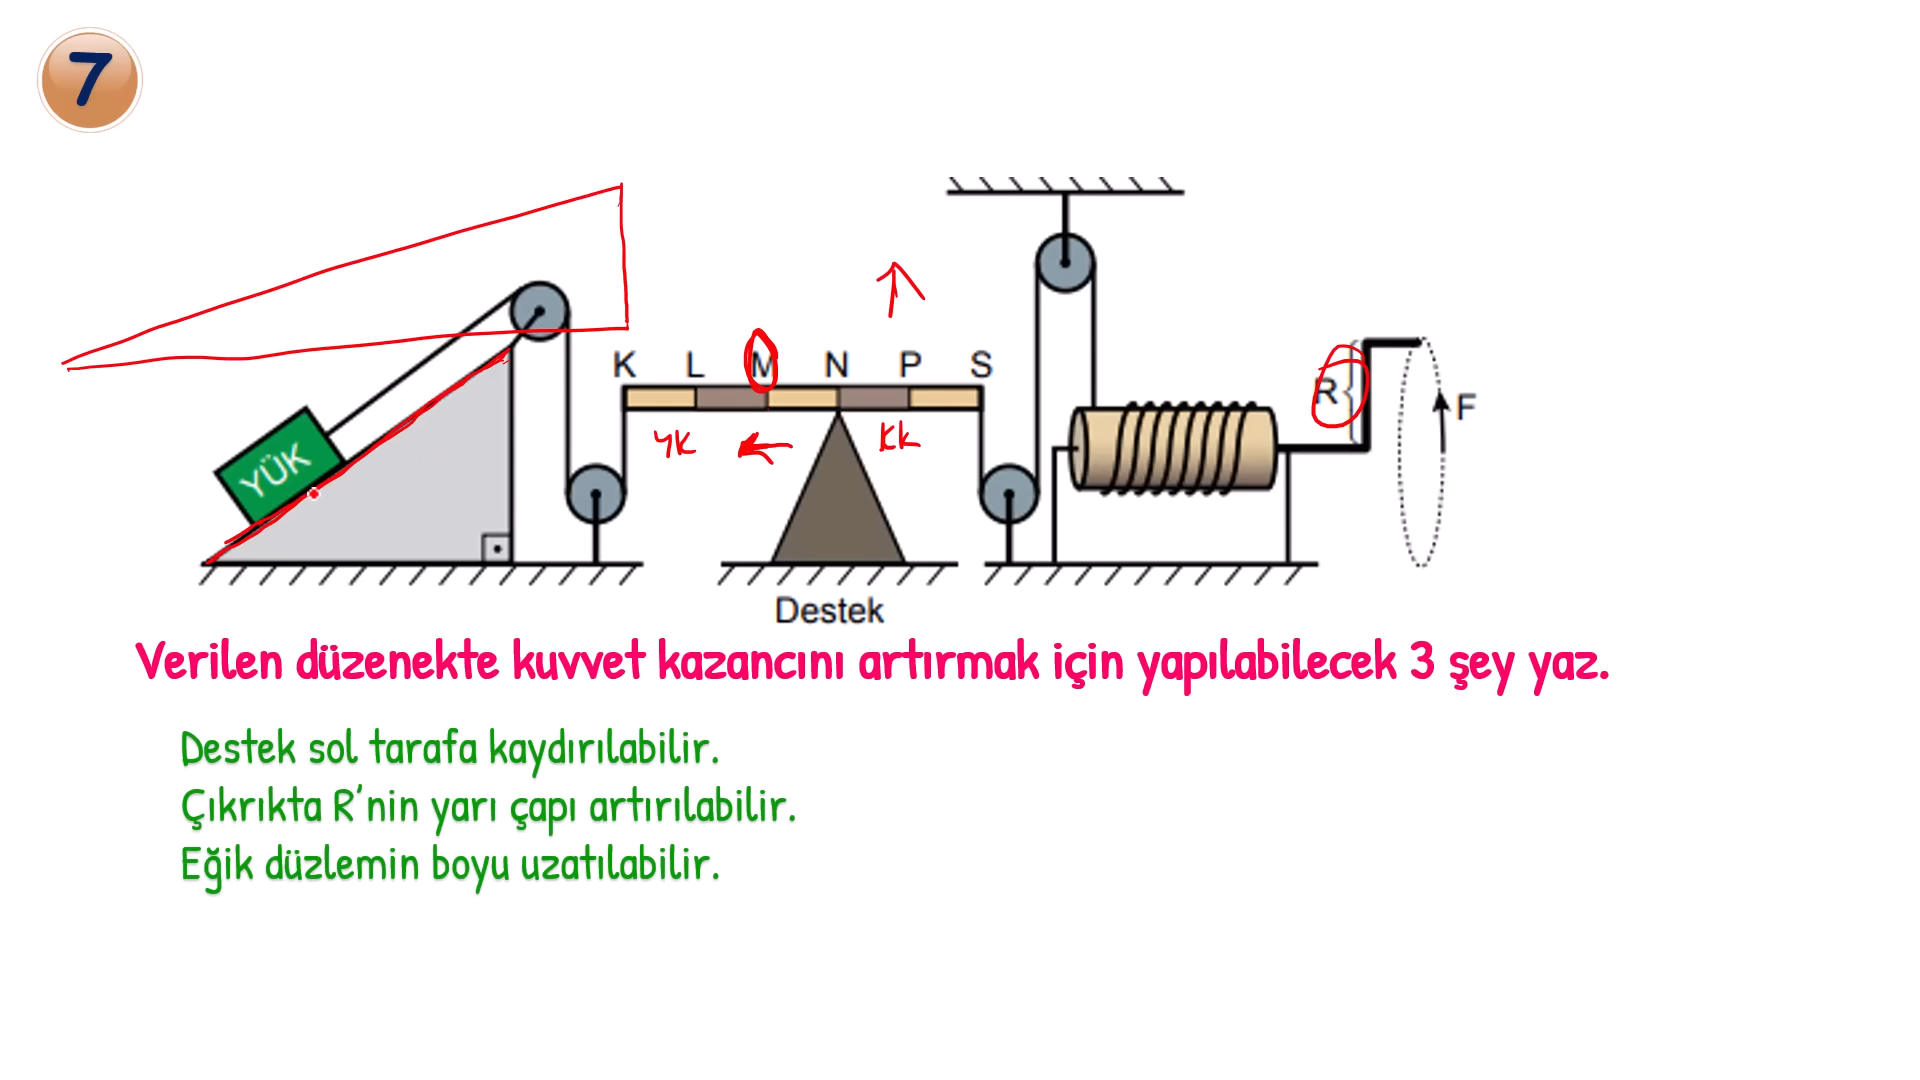 7
K L M N P S
YÜK
R
F
yk
kk
Destek
Verilen düzenekte kuvvet kazancını artırmak için yapılabilecek 3 şey yaz.
Destek sol tarafa kaydırılabilir.
Çıkrıkta R'nin yarı çapı artırılabilir.
Eğik düzlemin boyu uzatılabilir.